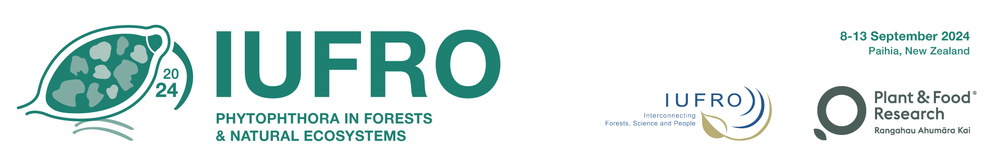 20
24
IUFRO
PHYTOPHTHORA IN FORESTS
& NATURAL ECOSYSTEMS
8-13 September 2024
Paihia, New Zealand
IUFRO
Interconnecting
Forests, Science and People
Plant & Food®
Research
Rangahau Ahumāra Kai